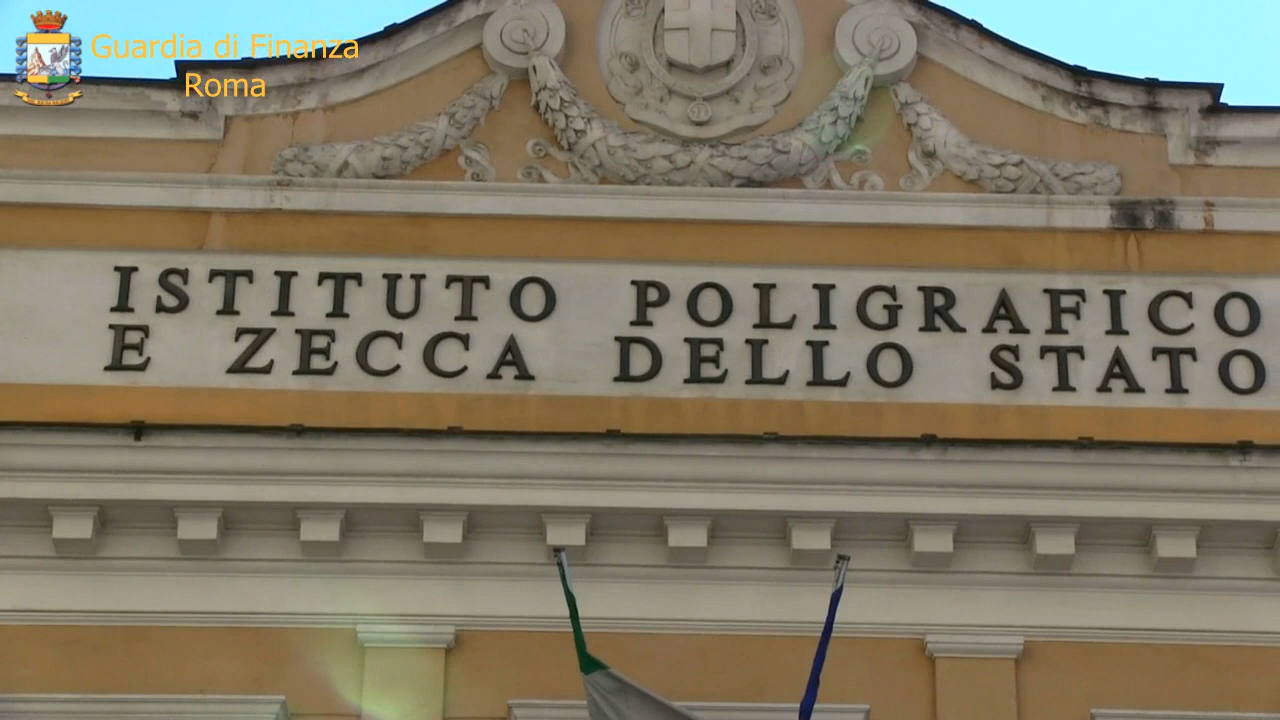 Guardia di Finanza
Roma
ISTITUTO POLIGRAFICO
E ZECCA DELLO STATO